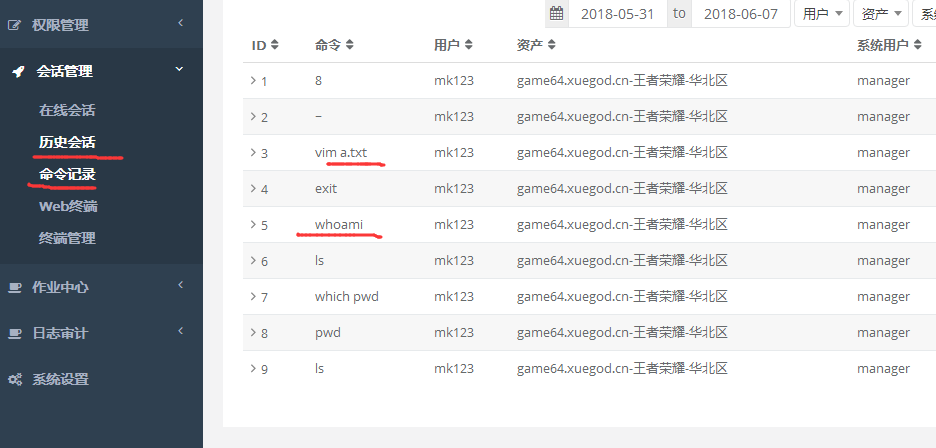 权限管理
会话管理
在线会话
历史会话
命令记录
Web终端
终端管理
作业中心
日志审计
系统设置
2018-05-31 to 2018-06-07 用户 资产 系
ID 命令 用户 资产 系统用户
1 8 mk123 game64.xuegod.cn-王者荣耀-华北区 manager
2 ~ mk123 game64.xuegod.cn-王者荣耀-华北区 manager
3 vim a.txt mk123 game64.xuegod.cn-王者荣耀-华北区 manager
4 exit mk123 game64.xuegod.cn-王者荣耀-华北区 manager
5 whoami mk123 game64.xuegod.cn-王者荣耀-华北区 manager
6 ls mk123 game64.xuegod.cn-王者荣耀-华北区 manager
7 which pwd mk123 game64.xuegod.cn-王者荣耀-华北区 manager
8 pwd mk123 game64.xuegod.cn-王者荣耀-华北区 manager
9 ls mk123 game64.xuegod.cn-王者荣耀-华北区 manager